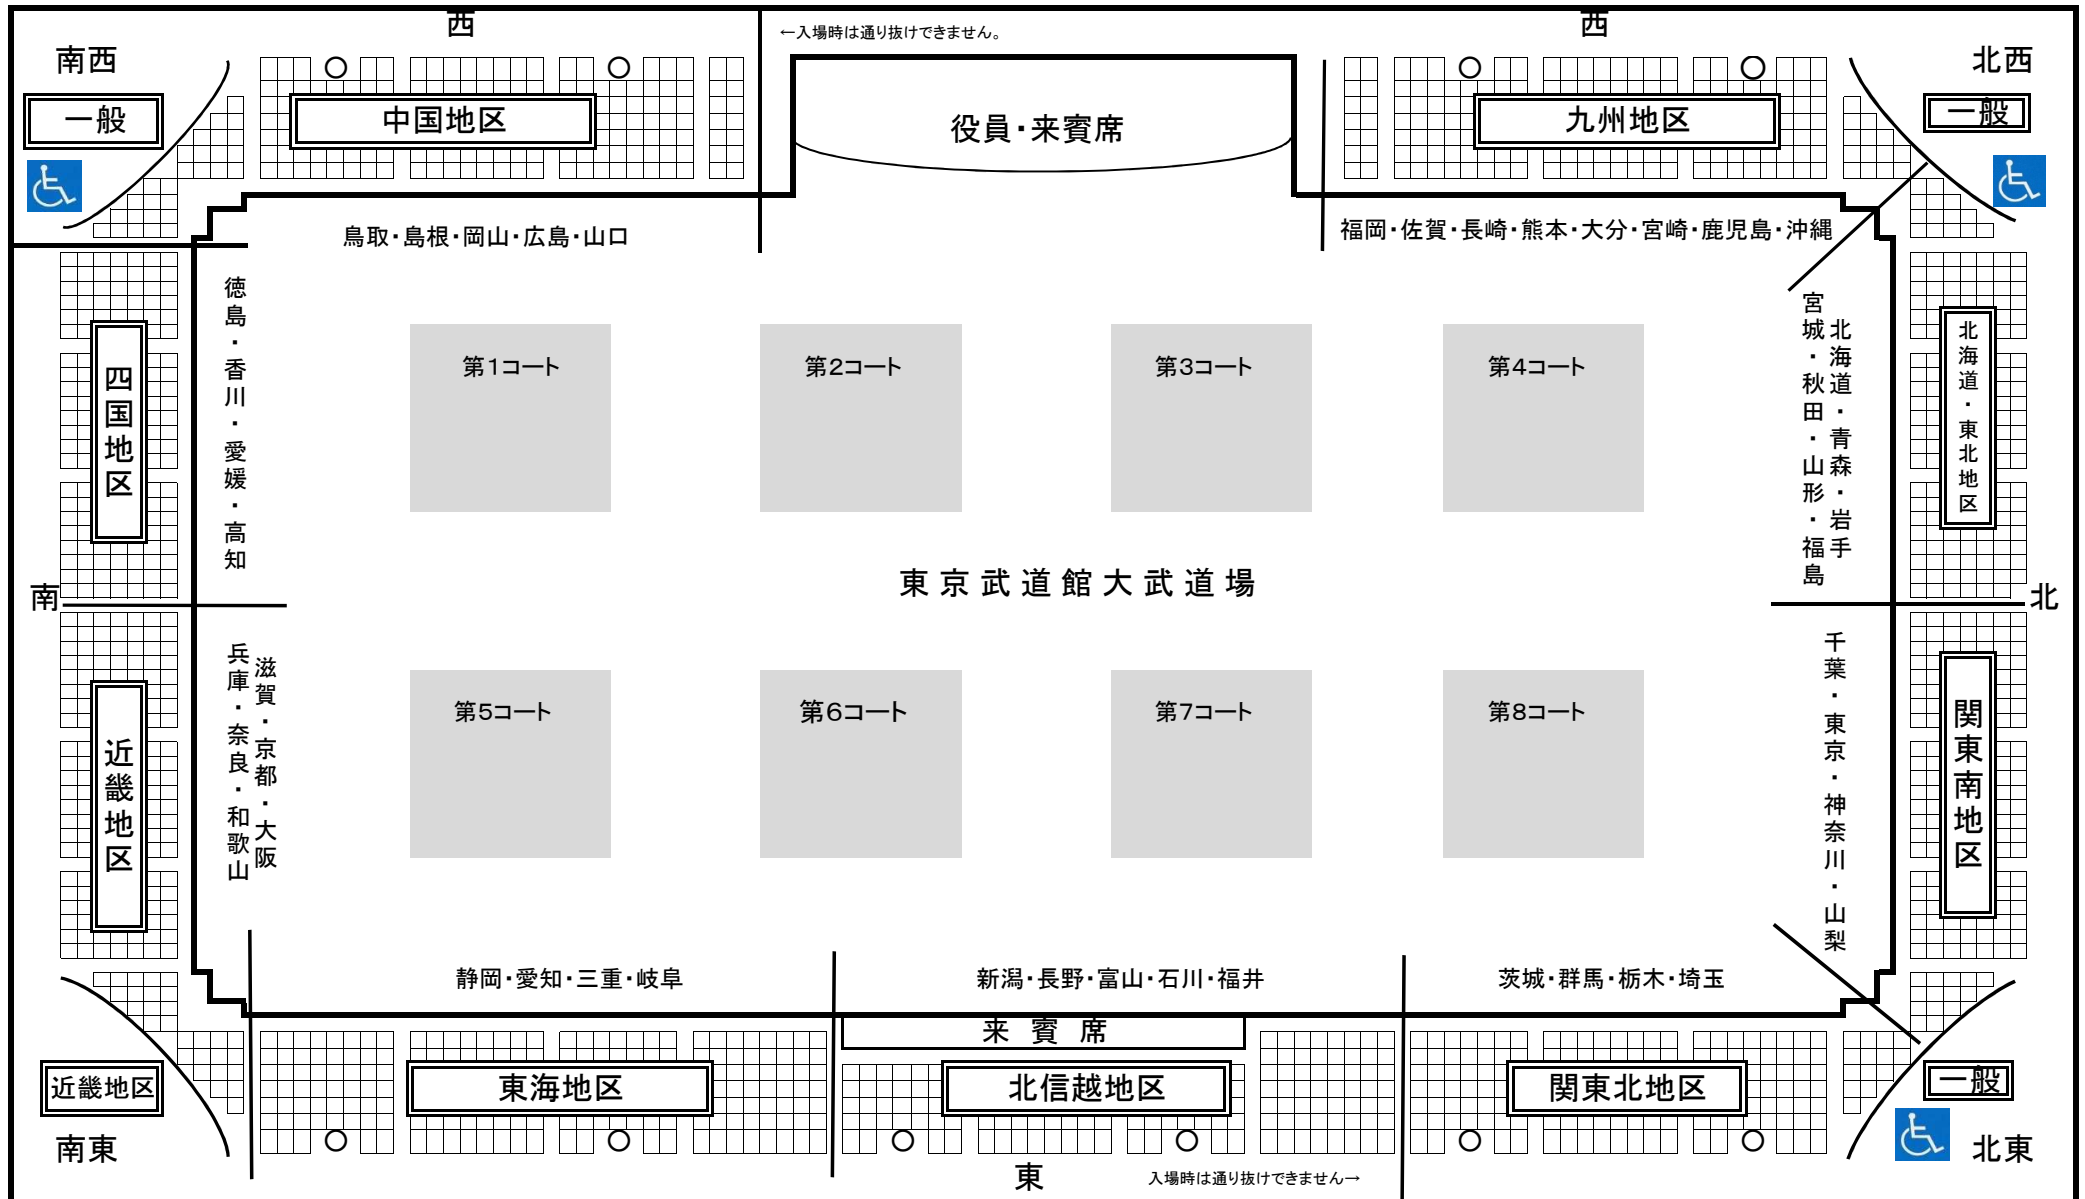 西
←入場時は通り抜けできません。
西
南西
北西
一般
中国地区
役員・来賓席
九州地区
一般
鳥取・島根・岡山・広島・山口
福岡・佐賀・長崎・熊本・大分・宮崎・鹿児島・沖縄
四国地区
徳島・香川・愛媛・高知
第1コート
第2コート
第3コート
第4コート
北海道・青森・岩手
宮城・秋田・山形・福島
北海道・東北地区
東京武道館大武道場
南
北
近畿地区
滋賀・京都・大阪
兵庫・奈良・和歌山
第5コート
第6コート
第7コート
第8コート
千葉・東京・神奈川・山梨
関東南地区
静岡・愛知・三重・岐阜
新潟・長野・富山・石川・福井
茨城・群馬・栃木・埼玉
来賓席
近畿地区
東海地区
北信越地区
関東北地区
一般
南東
北東
東
入場時は通り抜けできません→